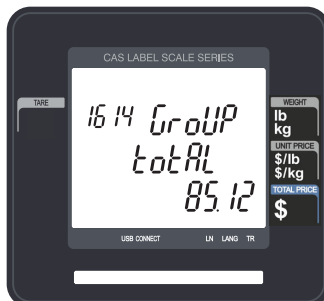 CAS LABEL SCALE SERIES
TARE
1614 GroUP
totAL
85.12
WEIGHT
lb
kg
UNIT PRICE
$/lb
$/kg
TOTAL PRICE
$
USB CONNECT LN LANG TR